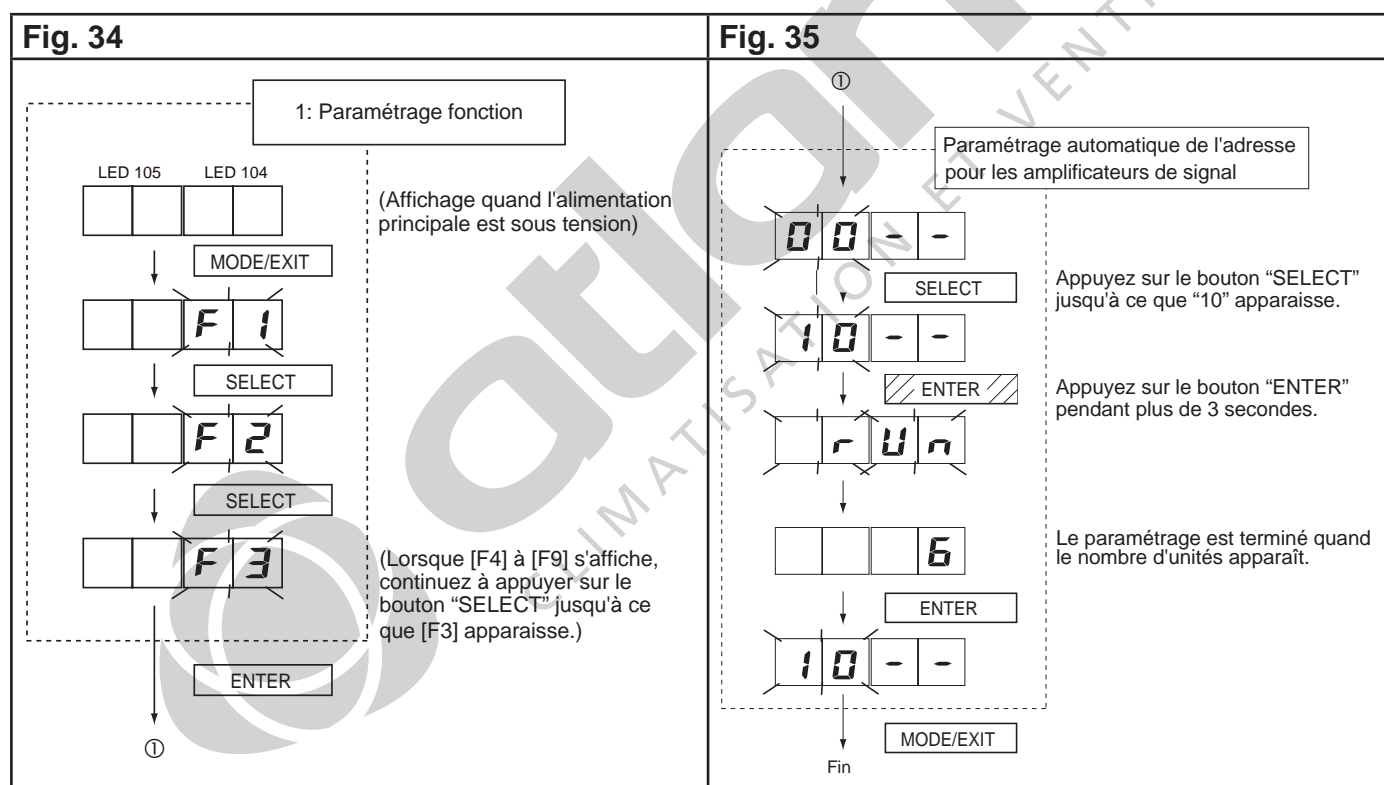 Fig. 34
1: Paramétrage fonction
LED 105 LED 104
(Affichage quand l'alimentation
principale est sous tension)
MODE/EXIT
F 1
SELECT
F 2
SELECT
F 3
(Lorsque [F4] à [F9] s'affiche,
continuez à appuyer sur le
bouton “SELECT” jusqu'à ce
que [F3] apparaisse.)
ENTER
①
Fig. 35
①
Paramétrage automatique de l'adresse
pour les amplificateurs de signal
0 0 - -
SELECT
Appuyez sur le bouton “SELECT”
jusqu'à ce que “10” apparaisse.
1 0 - -
ENTER
Appuyez sur le bouton “ENTER”
pendant plus de 3 secondes.
r U n
6
Le paramétrage est terminé quand
le nombre d'unités apparaît.
ENTER
1 0 - -
MODE/EXIT
Fin
CLIMATISATION ET